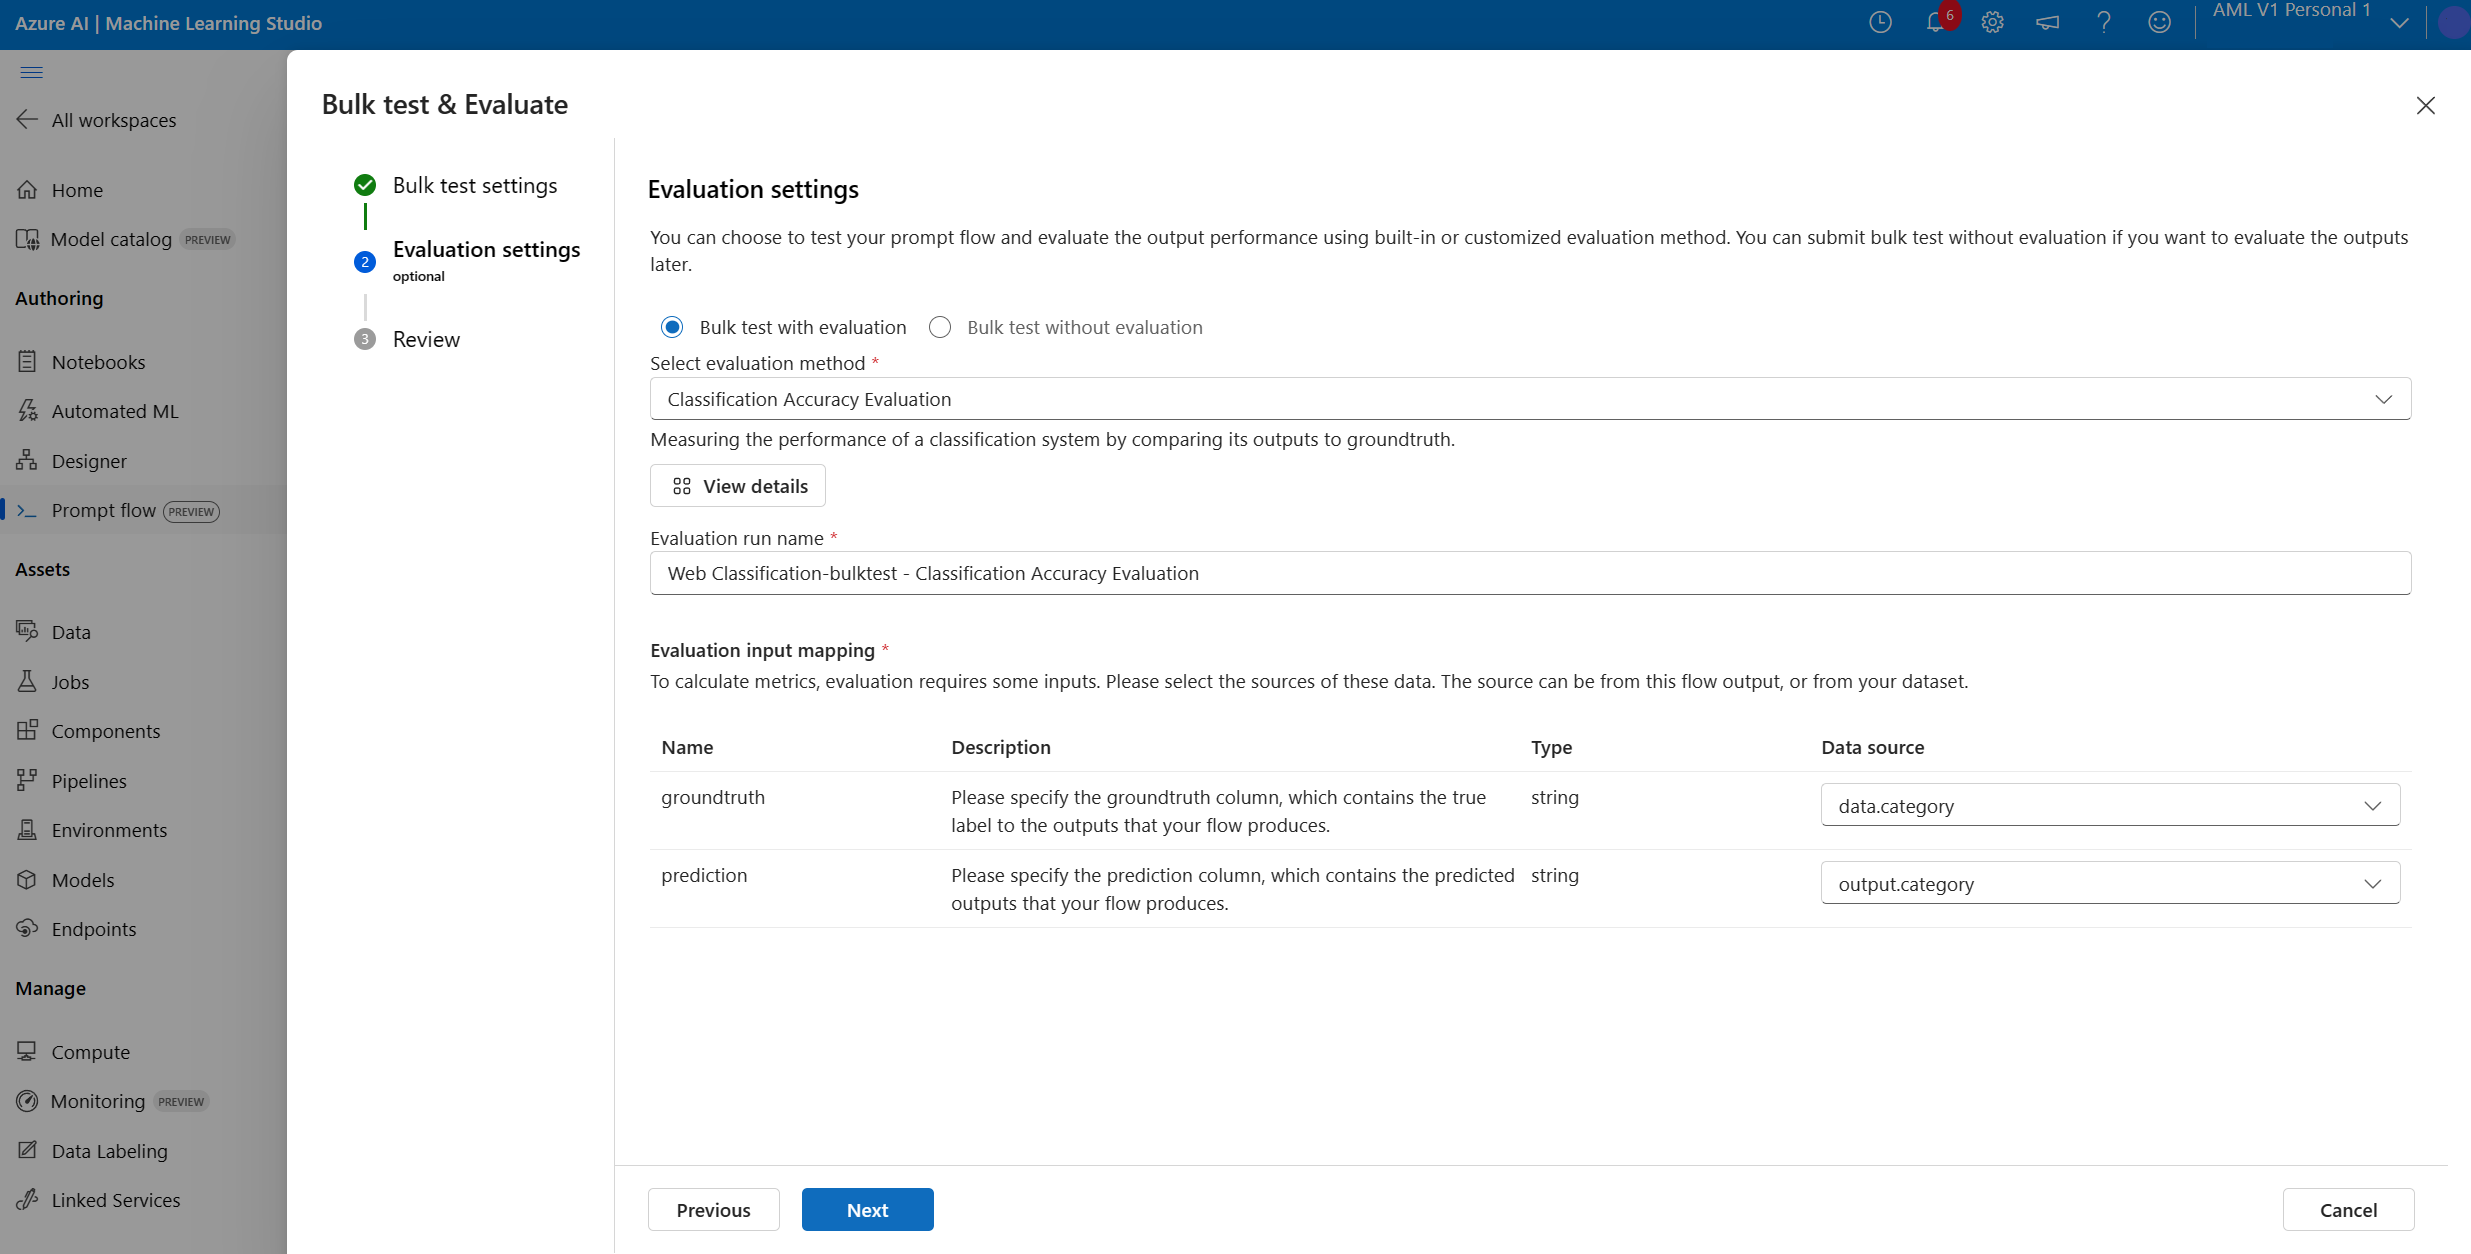 Azure AI | Machine Learning Studio
6
AML V1 Personal 1
All workspaces
Home
Model catalog PREVIEW
Authoring
Notebooks
Automated ML
Designer
Prompt flow PREVIEW
Assets
Data
Jobs
Components
Pipelines
Environments
Models
Endpoints
Manage
Compute
Monitoring PREVIEW
Data Labeling
Linked Services
Bulk test & Evaluate
Bulk test settings
2 Evaluation settings
optional
3 Review
Evaluation settings
You can choose to test your prompt flow and evaluate the output performance using built-in or customized evaluation method. You can submit bulk test without evaluation if you want to evaluate the outputs
later.
Bulk test with evaluation Bulk test without evaluation
Select evaluation method *
Classification Accuracy Evaluation
Measuring the performance of a classification system by comparing its outputs to groundtruth.
View details
Evaluation run name *
Web Classification-bulktest - Classification Accuracy Evaluation
Evaluation input mapping *
To calculate metrics, evaluation requires some inputs. Please select the sources of these data. The source can be from this flow output, or from your dataset.
Name Description Type Data source
groundtruth Please specify the groundtruth column, which contains the true string data.category
label to the outputs that your flow produces.
prediction Please specify the prediction column, which contains the predicted string output.category
outputs that your flow produces.
Previous Next Cancel